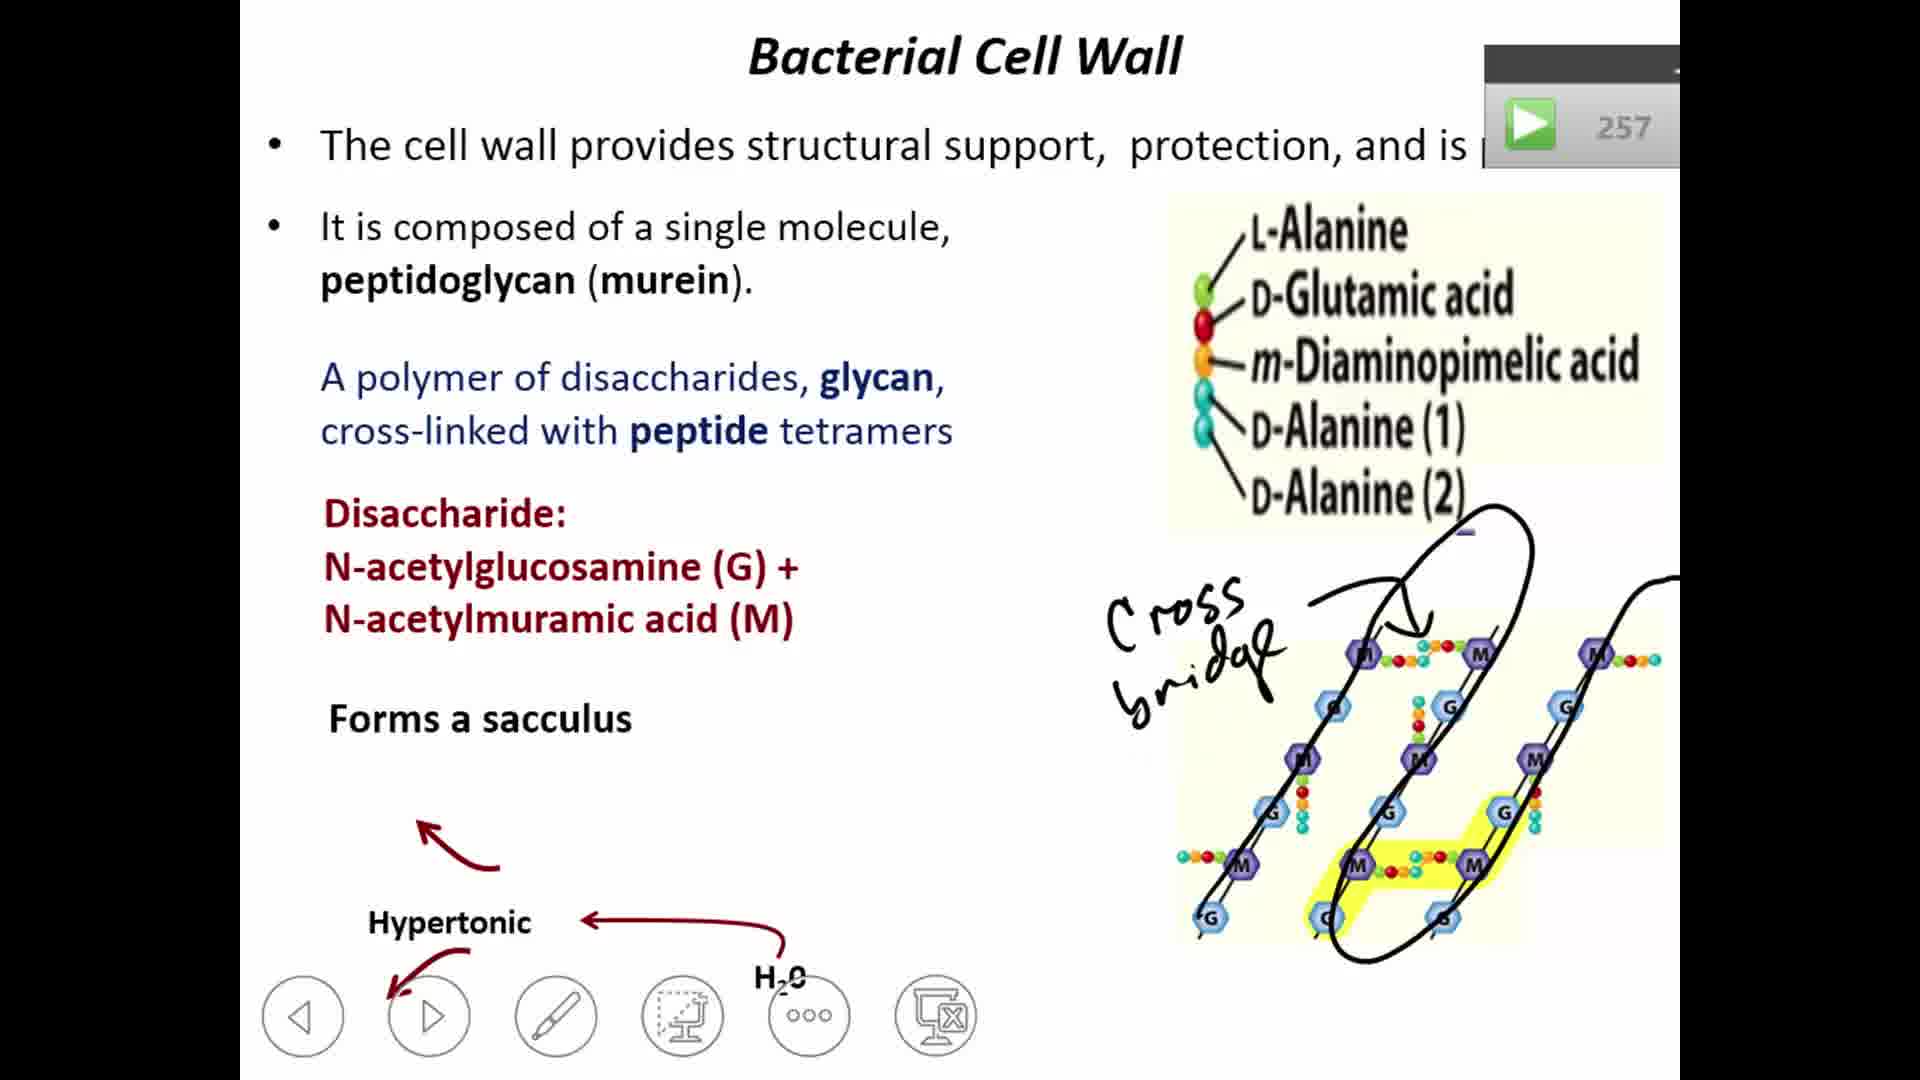 Bacterial Cell Wall
257
• The cell wall provides structural support, protection, and is
• It is composed of a single molecule,
peptidoglycan (murein).
A polymer of disaccharides, glycan,
cross-linked with peptide tetramers
Disaccharide:
N-acetylglucosamine (G) +
N-acetylmuramic acid (M)
Forms a sacculus
Hypertonic
H₂0
L-Alanine
D-Glutamic acid
m-Diaminopimelic acid
D-Alanine (1)
D-Alanine (2)
Cross
bridge
M M M
G G G
M M M
G G G
M M M
G G G